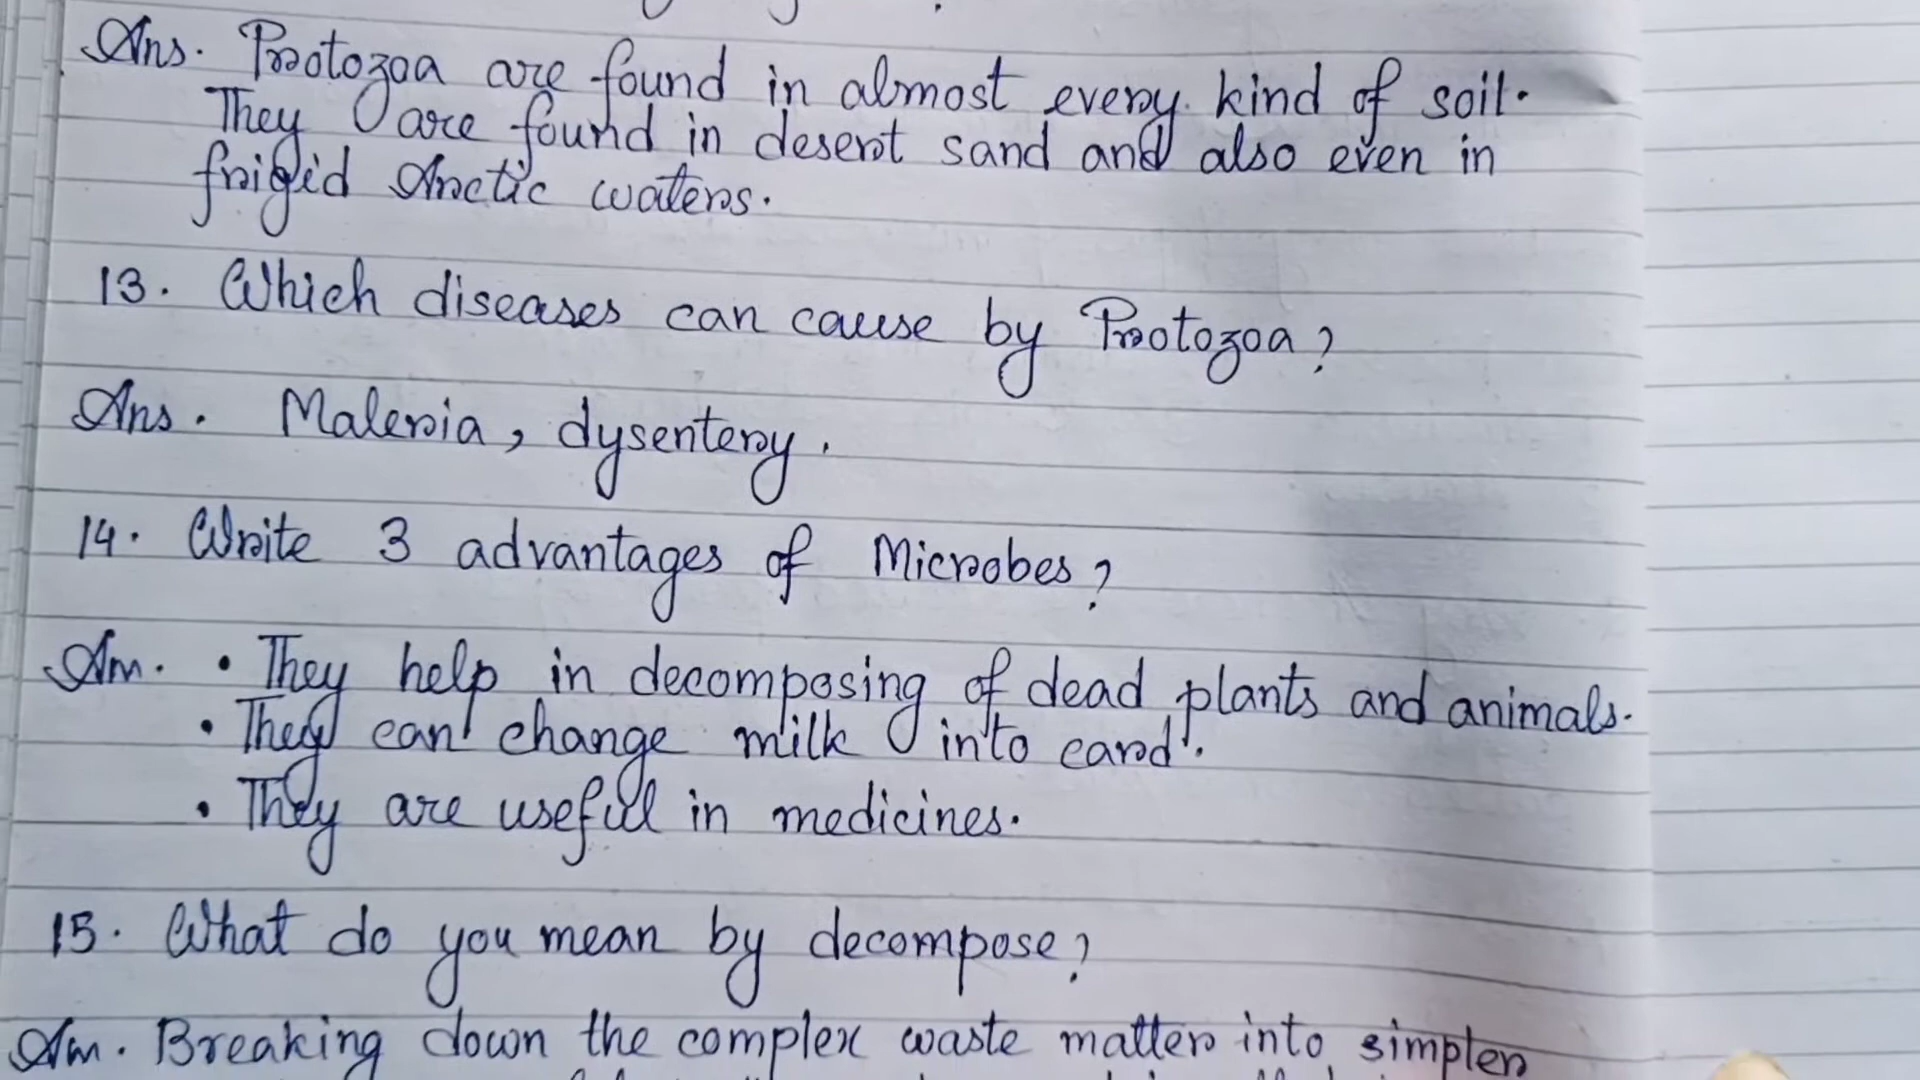 Ans. Protozoa are found in almost every kind of soil.
They are found in desert sand and also even in
frigid Arctic waters.
13. Which diseases can cause by Protozoa?
Ans. Maleria, dysentery.
14. Write 3 advantages of Microbes?
Ans. • They help in decomposing of dead plants and animals.
• They can change milk into card.
• They are useful in medicines.
15. What do you mean by decompose?
Ans. Breaking down the complex waste matter into simpler